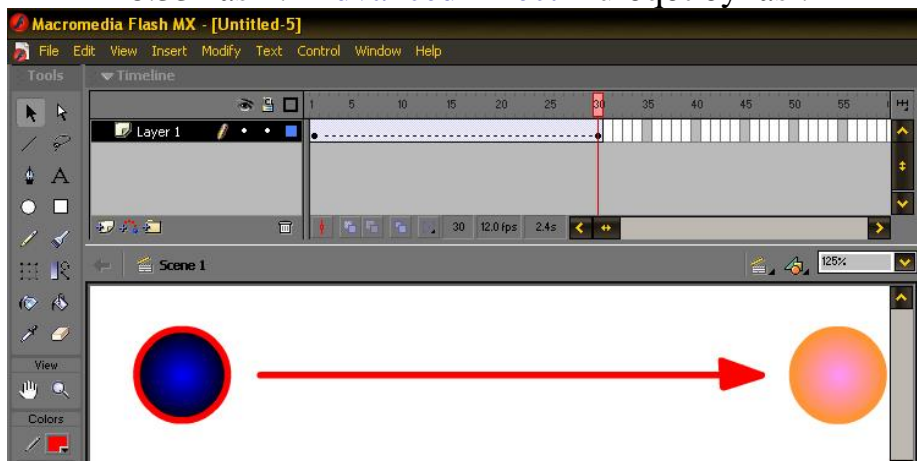 Macromedia Flash MX - [Untitled-5]
File Edit View Insert Modify Text Control Window Help
Tools Timeline
1 5 10 15 20 25 30 35 40 45 50 55
Layer 1
A
30 12.0 fps 2.4s
Scene 1 125%
View
Colors